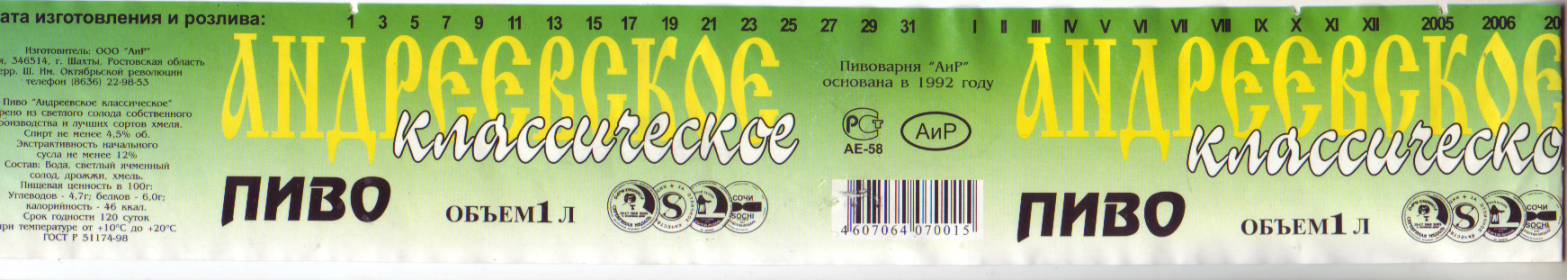 ата изготовления и розлива: 1 3 5 7 9 11 13 15 17 19 21 23 25 27 29 31 I II III IV V VI VII VIII IX X XI XII 2005 2006 20
Изготовитель: ООО "АиР"
, 346514, г. Шахты, Ростовская область
ерр. Ш. Им. Октябрьской революции
телефон (8636) 22-98-53
Пиво "Андреевское классическое"
рено из светлого солода собственного
роизводства и лучших сортов хмеля.
Спирт не менее 4,5% об.
Экстрактивность начального
сусла не менее 12%
Состав: Вода, светлый ячменный
солод, дрожжи, хмель.
Пищевая ценность в 100г:
Углеводов - 4,7г; белков - 6,0г;
калорийность - 46 ккал.
Срок годности 120 суток
при температуре от +10°С до +20°С
ГОСТ Р 51174-98
АНДРЕЕВСКОЕ
классическое
ПИВО
ОБЪЕМ 1 Л
СОЧИ
SOCHI
Пивоварня "АиР"
основана в 1992 году
РСТ
АЕ-58
АиР
4 607064 070015
АНДРЕЕВСКОЕ
классическо
ПИВО
ОБЪЕМ 1 Л
СОЧИ
SOCHI